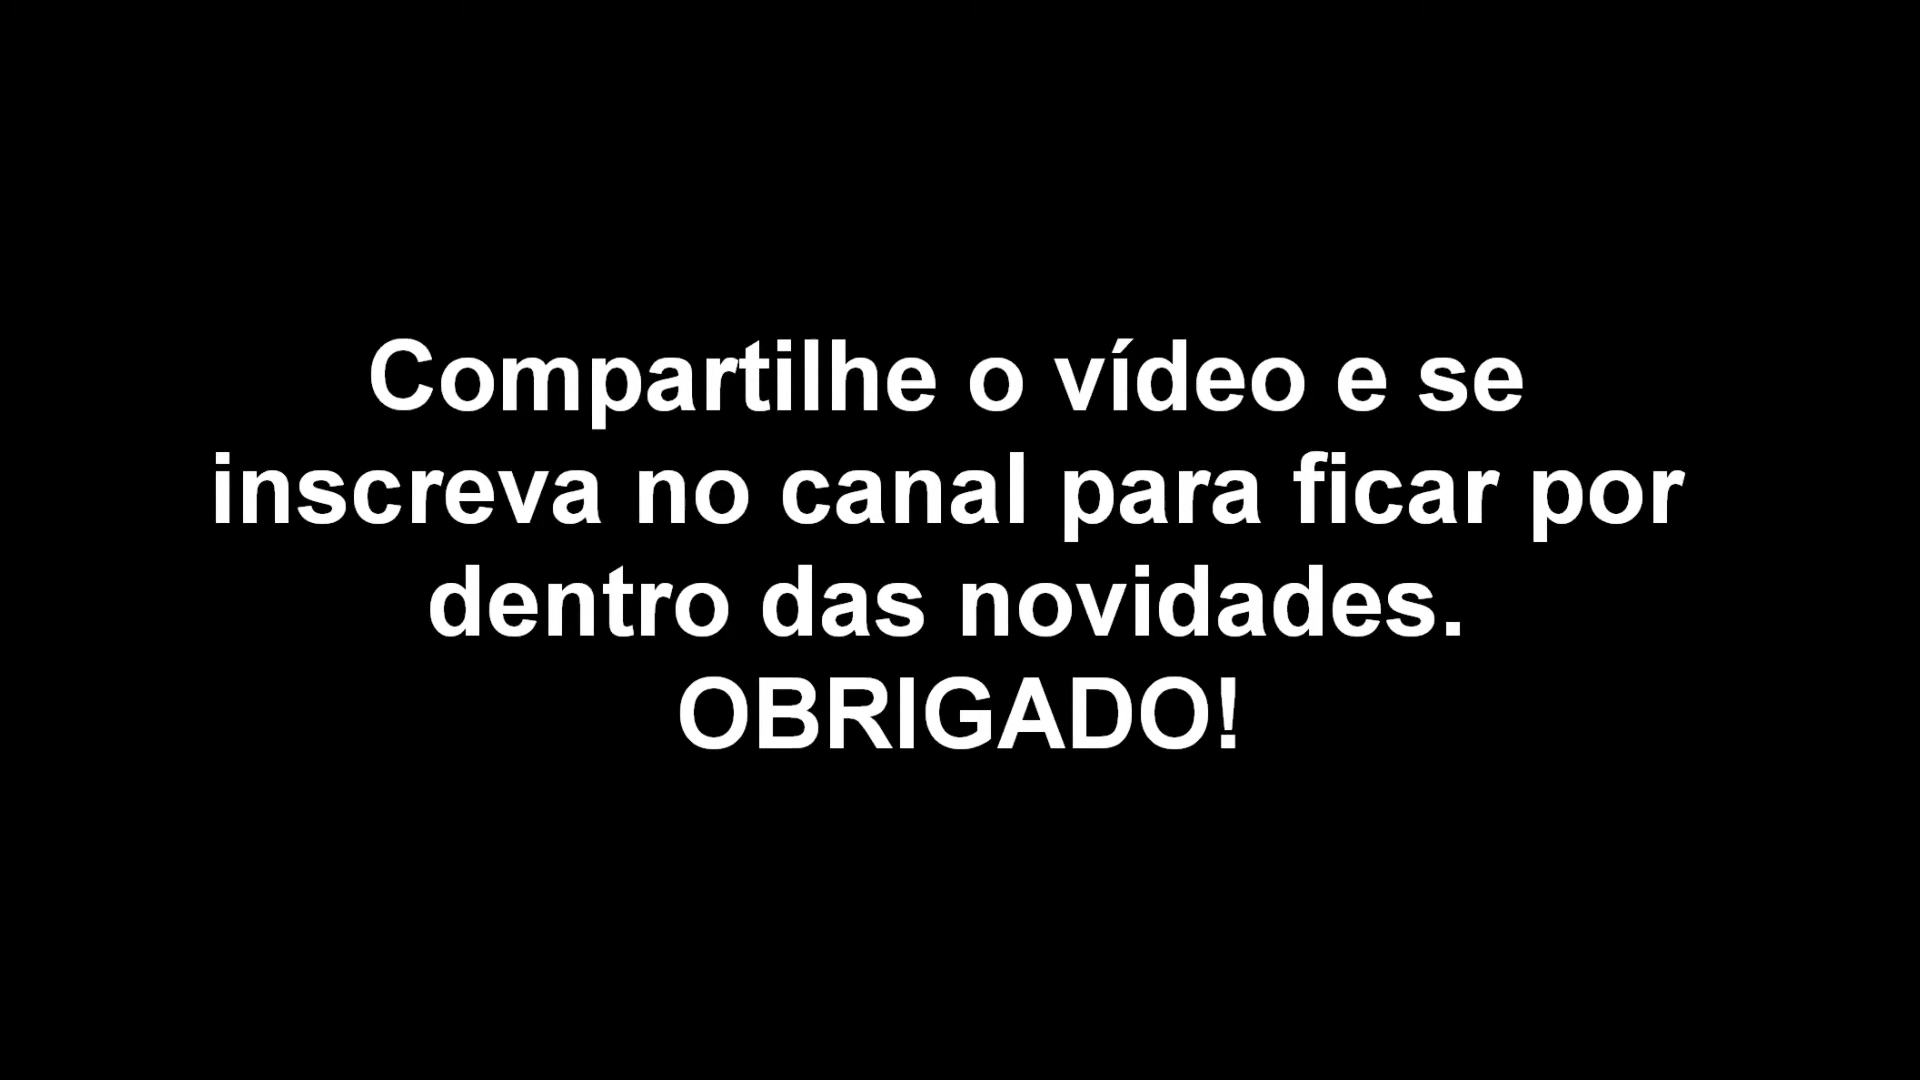 Compartilhe o vídeo e se
inscreva no canal para ficar por
dentro das novidades.
OBRIGADO!